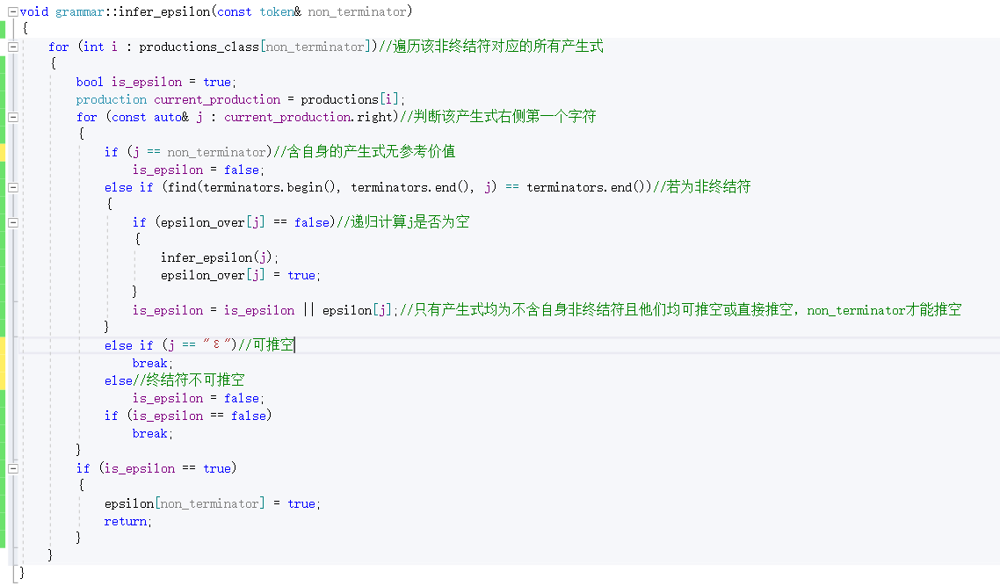 void grammar::infer_epsilon(const token& non_terminator)
{
for (int i : productions_class[non_terminator])//遍历该非终结符对应的所有产生式
{
bool is_epsilon = true;
production current_production = productions[i];
for (const auto& j : current_production.right)//判断该产生式右侧第一个字符
{
if (j == non_terminator)//含自身的产生式无参考价值
is_epsilon = false;
else if (find(terminators.begin(), terminators.end(), j) == terminators.end())//若为非终结符
{
if (epsilon_over[j] == false)//递归计算j是否为空
{
infer_epsilon(j);
epsilon_over[j] = true;
}
is_epsilon = is_epsilon || epsilon[j];//只有产生式均为不含自身非终结符且他们均可推空或直接推空，non_terminator才能推空
}
else if (j == "ε")//可推空
break;
else//终结符不可推空
is_epsilon = false;
if (is_epsilon == false)
break;
}
if (is_epsilon == true)
{
epsilon[non_terminator] = true;
return;
}
}
}